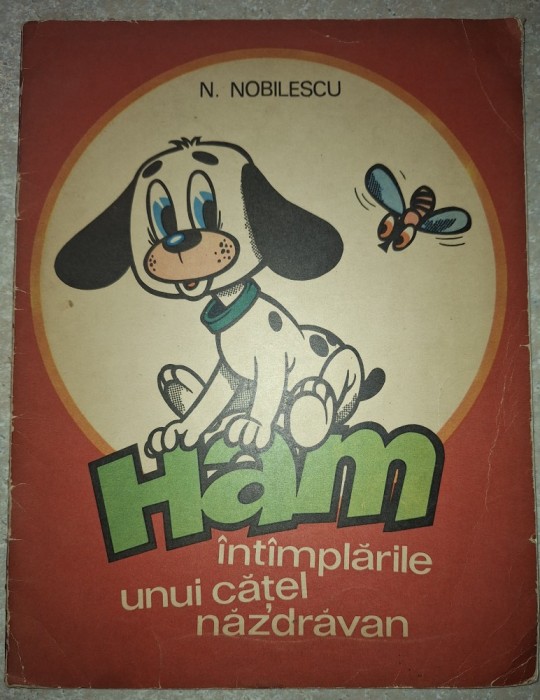 N. NOBILESCU
Ham
întîmplările
unui cățel
năzdrăvan